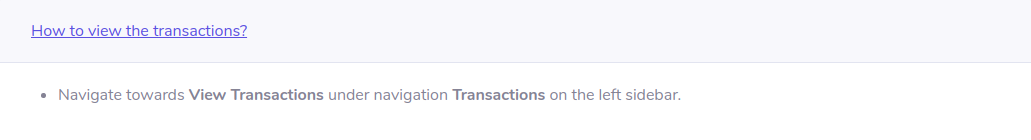 How to view the transactions?
Navigate towards View Transactions under navigation Transactions on the left sidebar.